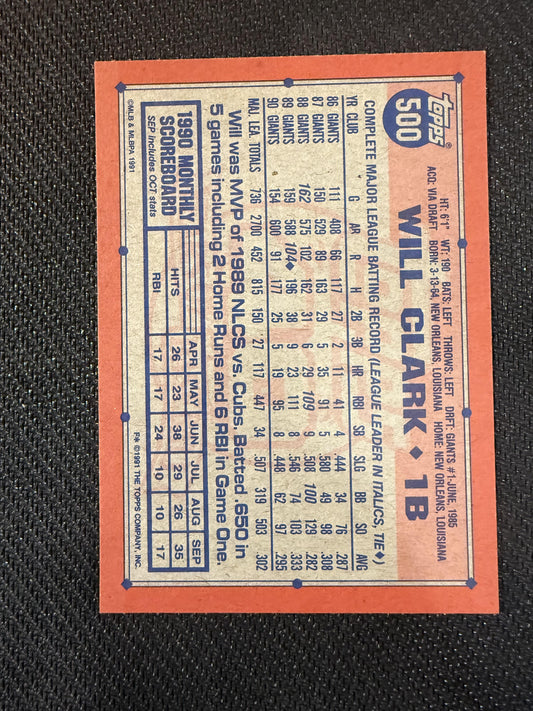 Topps®
500
WILL CLARK ♦ 1B
HT: 6'1" WT: 190 BATS: LEFT THROWS: LEFT DRFT: GIANTS #1-JUNE, 1985
ACQ: VIA DRAFT BORN: 3-13-64, NEW ORLEANS, LOUISIANA HOME: NEW ORLEANS, LOUISIANA
COMPLETE MAJOR LEAGUE BATTING RECORD (LEAGUE LEADER IN ITALICS, TIE♦)
YR CLUB G AB R H 2B 3B HR RBI SB SLG BB SO AVG
86 GIANTS 111 408 66 117 27 2 11 41 4 .444 34 76 .287
87 GIANTS 150 529 89 163 29 5 35 91 5 .580 49 98 .308
88 GIANTS 162 575 102 162 31 6 29 109 9 .508 100 129 .282
89 GIANTS 159 588 104♦ 196 38 9 23 111 8 .546 74 103 .333
90 GIANTS 154 600 91 177 25 5 19 95 8 .448 62 97 .295
MAJ. LEA. TOTALS 736 2700 452 815 150 27 117 447 34 .507 319 503 .302
Will was MVP of 1989 NLCS vs. Cubs. Batted .650 in
5 games including 2 Home Runs and 6 RBI in Game One.
1990 MONTHLY
SCOREBOARD
SEP includes OCT stats
APR MAY JUN JUL AUG SEP
HITS 26 23 38 29 26 35
RBI 17 17 24 10 10 17
©MLB & MLBPA 1991
F* ©1991 THE TOPPS COMPANY, INC.